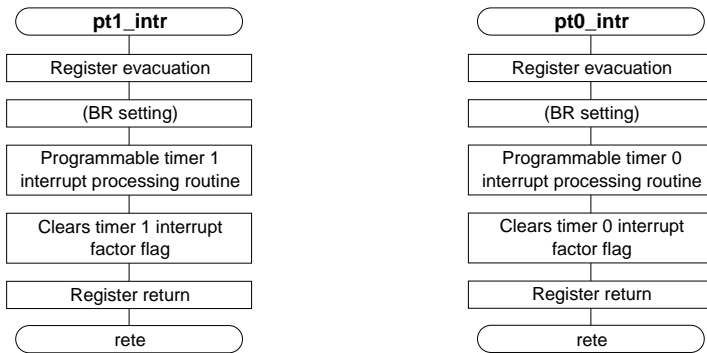 pt1_intr
Register evacuation
(BR setting)
Programmable timer 1
interrupt processing routine
Clears timer 1 interrupt
factor flag
Register return
rete
pt0_intr
Register evacuation
(BR setting)
Programmable timer 0
interrupt processing routine
Clears timer 0 interrupt
factor flag
Register return
rete